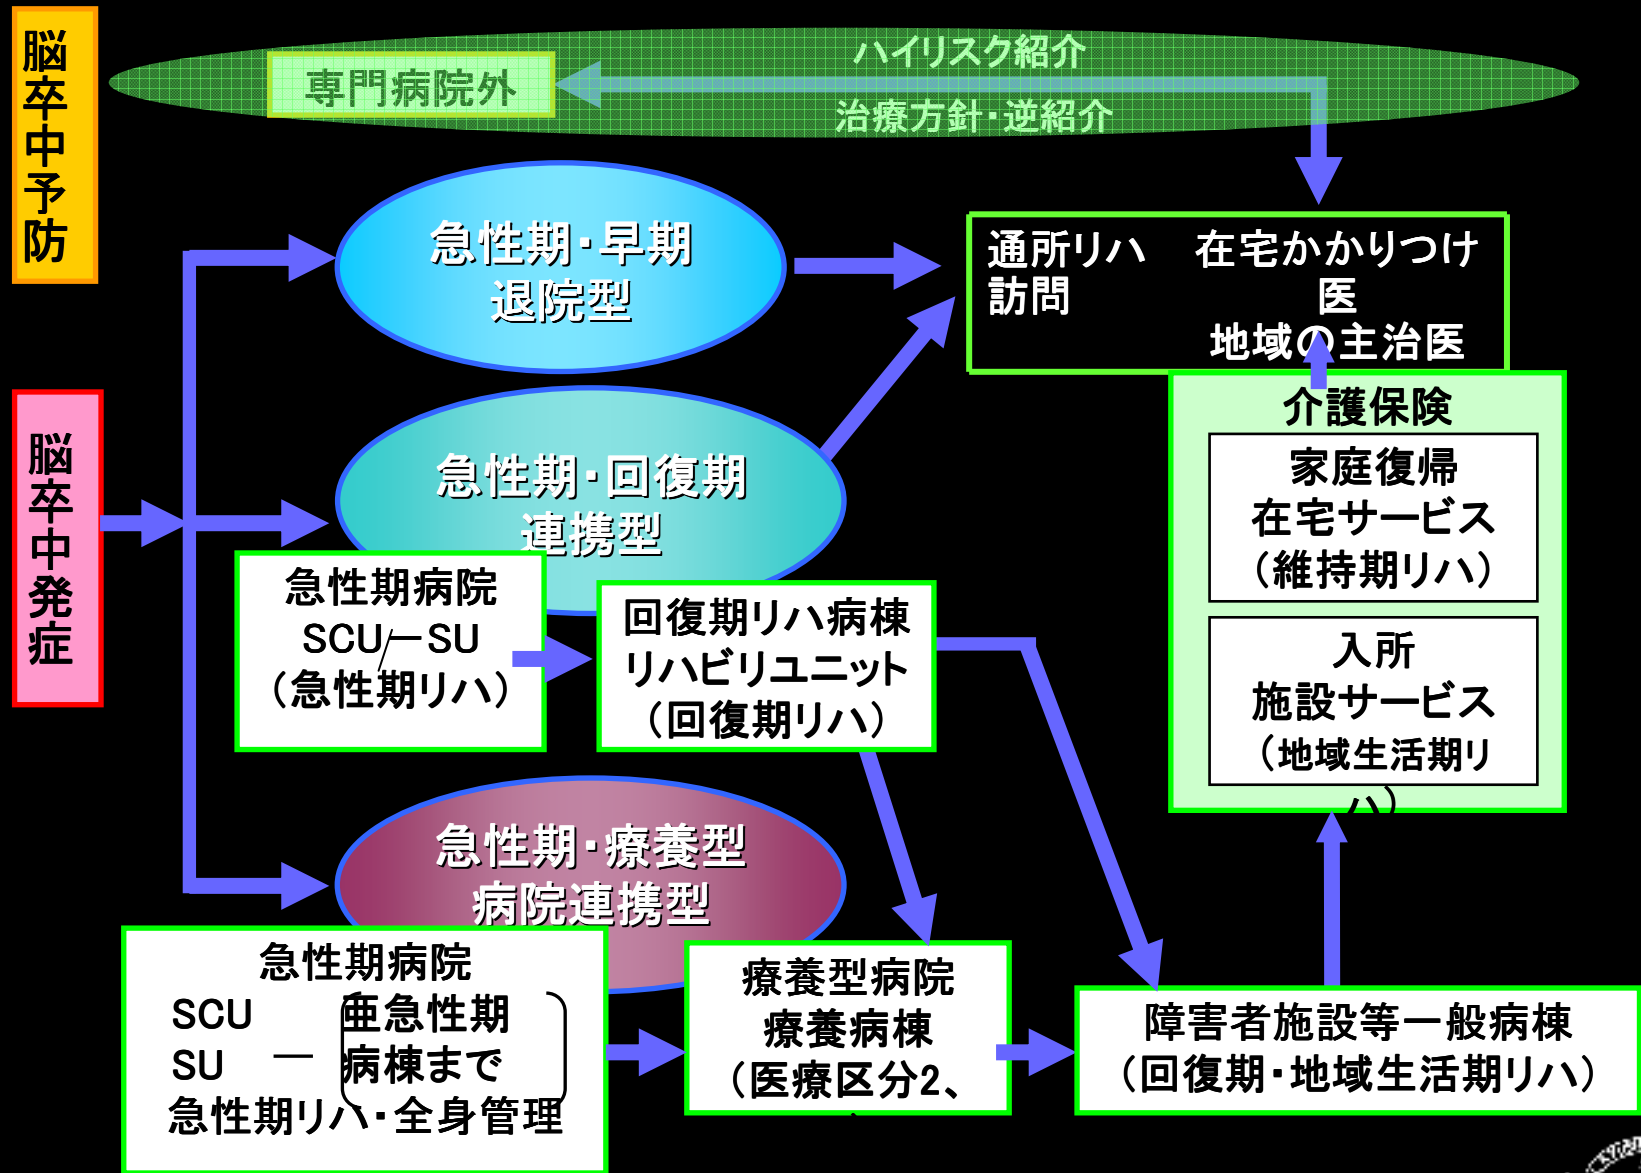 脳卒中予防
専門病院外
ハイリスク紹介
治療方針・逆紹介
急性期・早期
退院型
通所リハ 在宅かかりつけ
訪問 医
地域の主治医
脳卒中発症
急性期・回復期
連携型
急性期病院
SCU－SU
（急性期リハ）
回復期リハ病棟
リハビリユニット
（回復期リハ）
介護保険
家庭復帰
在宅サービス
（維持期リハ）
入所
施設サービス
（地域生活期リ
ハ）
急性期・療養型
病院連携型
急性期病院
SCU 亜急性期
SU － 病棟まで
急性期リハ・全身管理
療養型病院
療養病棟
（医療区分2、
障害者施設等一般病棟
（回復期・地域生活期リハ）